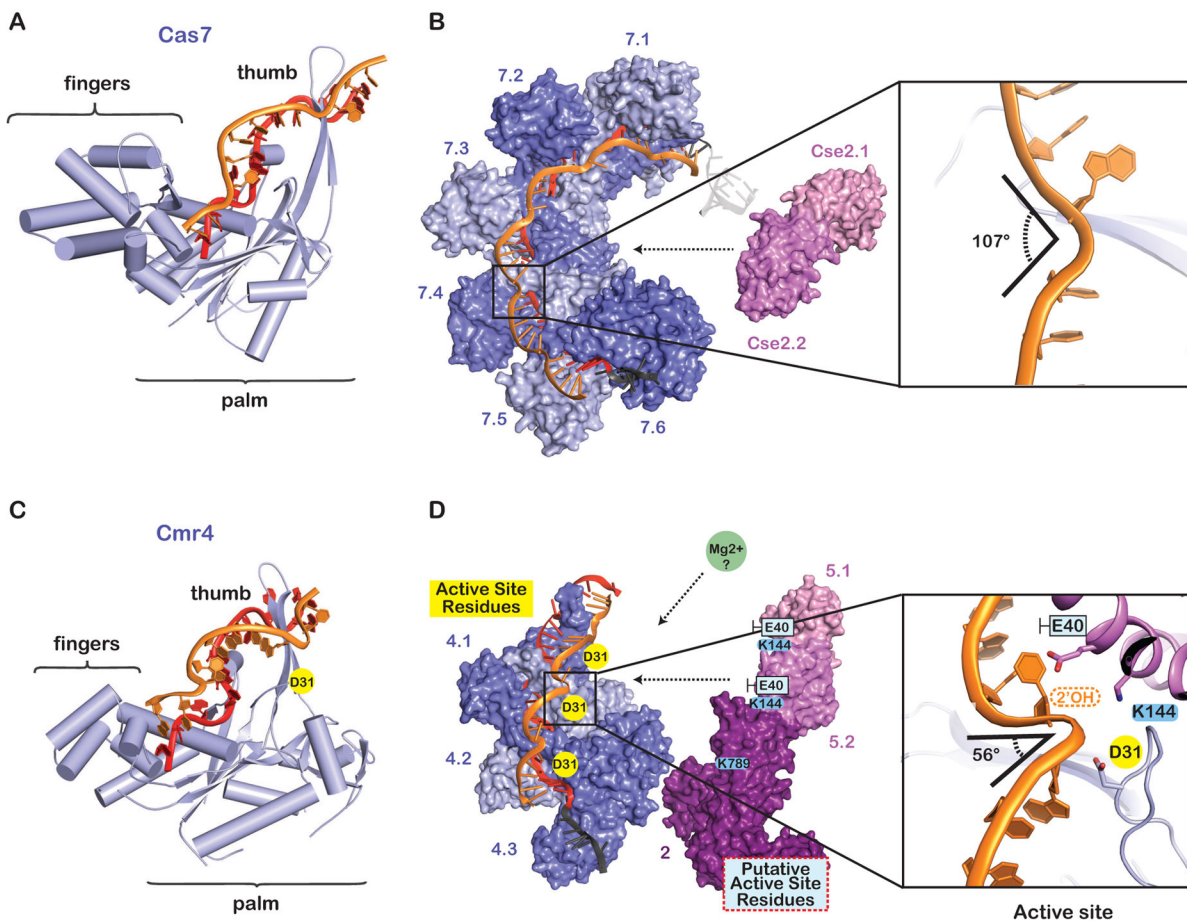 A
Cas7
fingers
thumb
palm
B
7.1
7.2
7.3
7.4
7.5
7.6
Cse2.1
Cse2.2
107°
C
Cmr4
thumb
fingers
D31
palm
D
Mg2+
?
Active Site
Residues
4.1
4.2
4.3
D31
D31
D31
5.1
E40
K144
E40
K144
5.2
K789
2
Putative
Active Site
Residues
E40
2'OH
K144
D31
56°
Active site